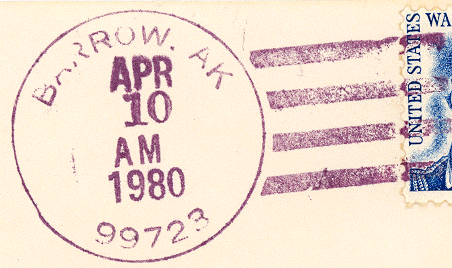 BARROW. AK
APR
10
AM
1980
99723
UNITED STATES
WA